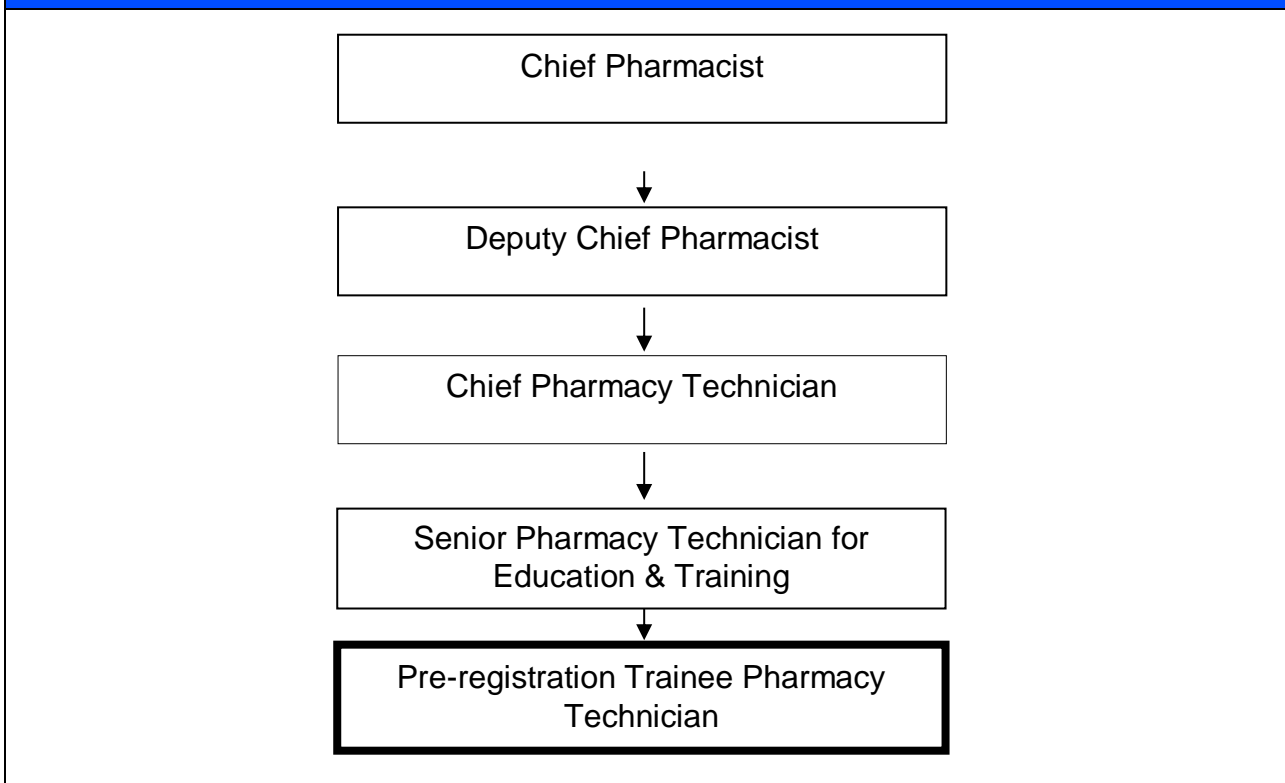 Chief Pharmacist
Deputy Chief Pharmacist
Chief Pharmacy Technician
Senior Pharmacy Technician for
Education & Training
Pre-registration Trainee Pharmacy
Technician